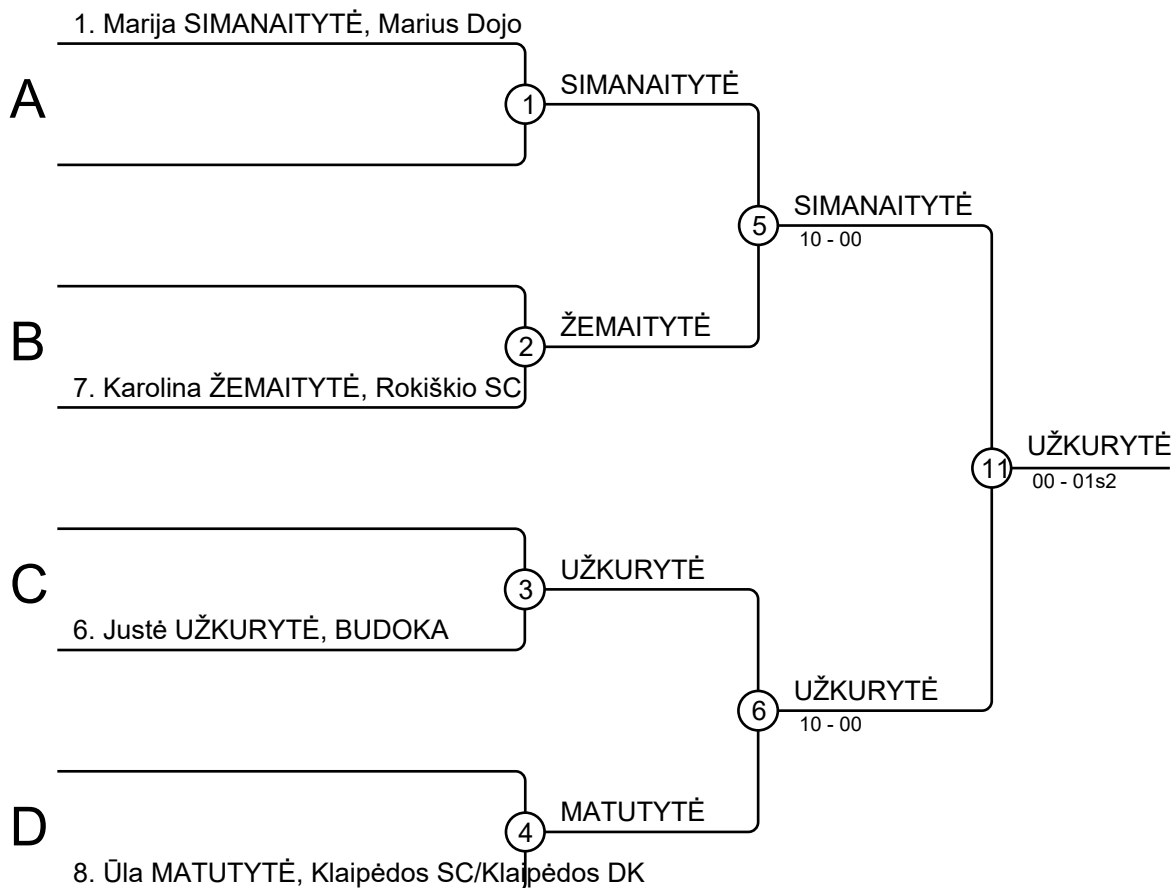 1. Marija SIMANAITYTĖ, Marius Dojo
A
1
SIMANAITYTĖ
5
SIMANAITYTĖ
10 - 00
B
2
ŽEMAITYTĖ
7. Karolina ŽEMAITYTĖ, Rokiškio SC
11
UŽKURYTĖ
00 - 01s2
C
3
UŽKURYTĖ
6. Justė UŽKURYTĖ, BUDOKA
6
UŽKURYTĖ
10 - 00
D
4
MATUTYTĖ
8. Ūla MATUTYTĖ, Klaipėdos SC/Klaipėdos DK